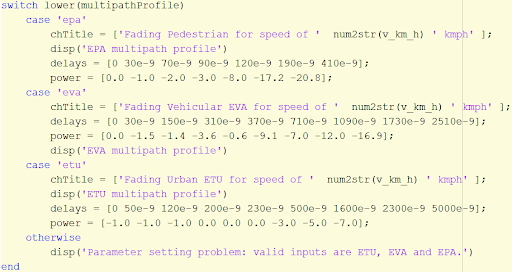 switch lower(multipathProfile)
case 'epa'
chTitle = ['Fading Pedestrian for speed of ' num2str(v_km_h) ' kmph' ];
disp('EPA multipath profile')
delays = [0 30e-9 70e-9 90e-9 120e-9 190e-9 410e-9];
power = [0.0 -1.0 -2.0 -3.0 -8.0 -17.2 -20.8];
case 'eva'
chTitle = ['Fading Vehicular EVA for speed of ' num2str(v_km_h) ' kmph' ];
delays = [0 30e-9 150e-9 310e-9 370e-9 710e-9 1090e-9 1730e-9 2510e-9];
power = [0.0 -1.5 -1.4 -3.6 -0.6 -9.1 -7.0 -12.0 -16.9];
disp('EVA multipath profile')
case 'etu'
chTitle = ['Fading Urban ETU for speed of ' num2str(v_km_h) ' kmph' ];
disp('ETU multipath profile')
delays = [0 50e-9 120e-9 200e-9 230e-9 500e-9 1600e-9 2300e-9 5000e-9];
power = [-1.0 -1.0 -1.0 0.0 0.0 0.0 -3.0 -5.0 -7.0];
otherwise
disp('Parameter setting problem: valid inputs are ETU, EVA and EPA.')
end